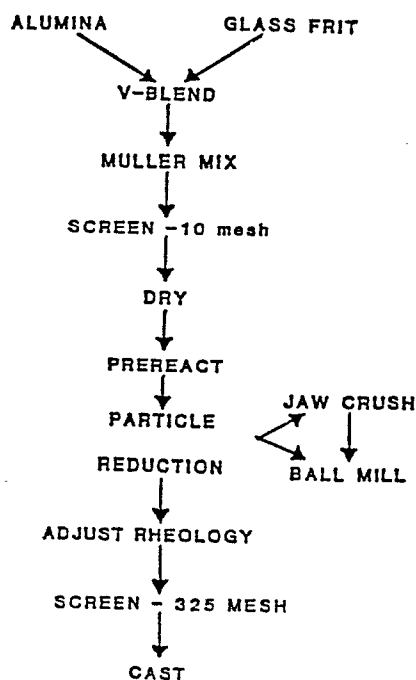 ALUMINA GLASS FRIT
V-BLEND
MULLER MIX
SCREEN -10 mesh
DRY
PREREACT
PARTICLE
REDUCTION
JAW CRUSH
BALL MILL
ADJUST RHEOLOGY
SCREEN - 325 MESH
CAST